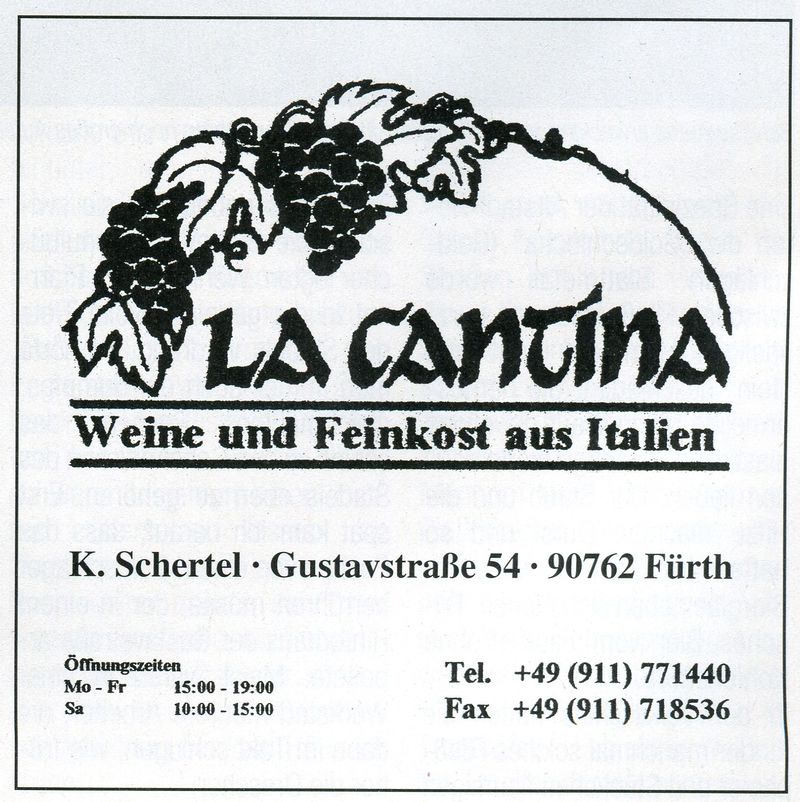 La Cantina
Weine und Feinkost aus Italien
K. Schertel · Gustavstraße 54 · 90762 Fürth
Öffnungszeiten
Mo - Fr 15:00 - 19:00
Sa 10:00 - 15:00
Tel. +49 (911) 771440
Fax +49 (911) 718536